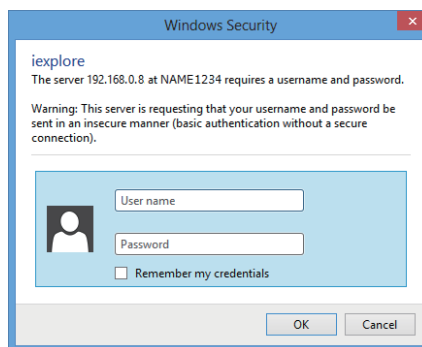 Windows Security
iexplore
The server 192.168.0.8 at NAME1234 requires a username and password.
Warning: This server is requesting that your username and password be
sent in an insecure manner (basic authentication without a secure
connection).
User name
Password
Remember my credentials
OK
Cancel